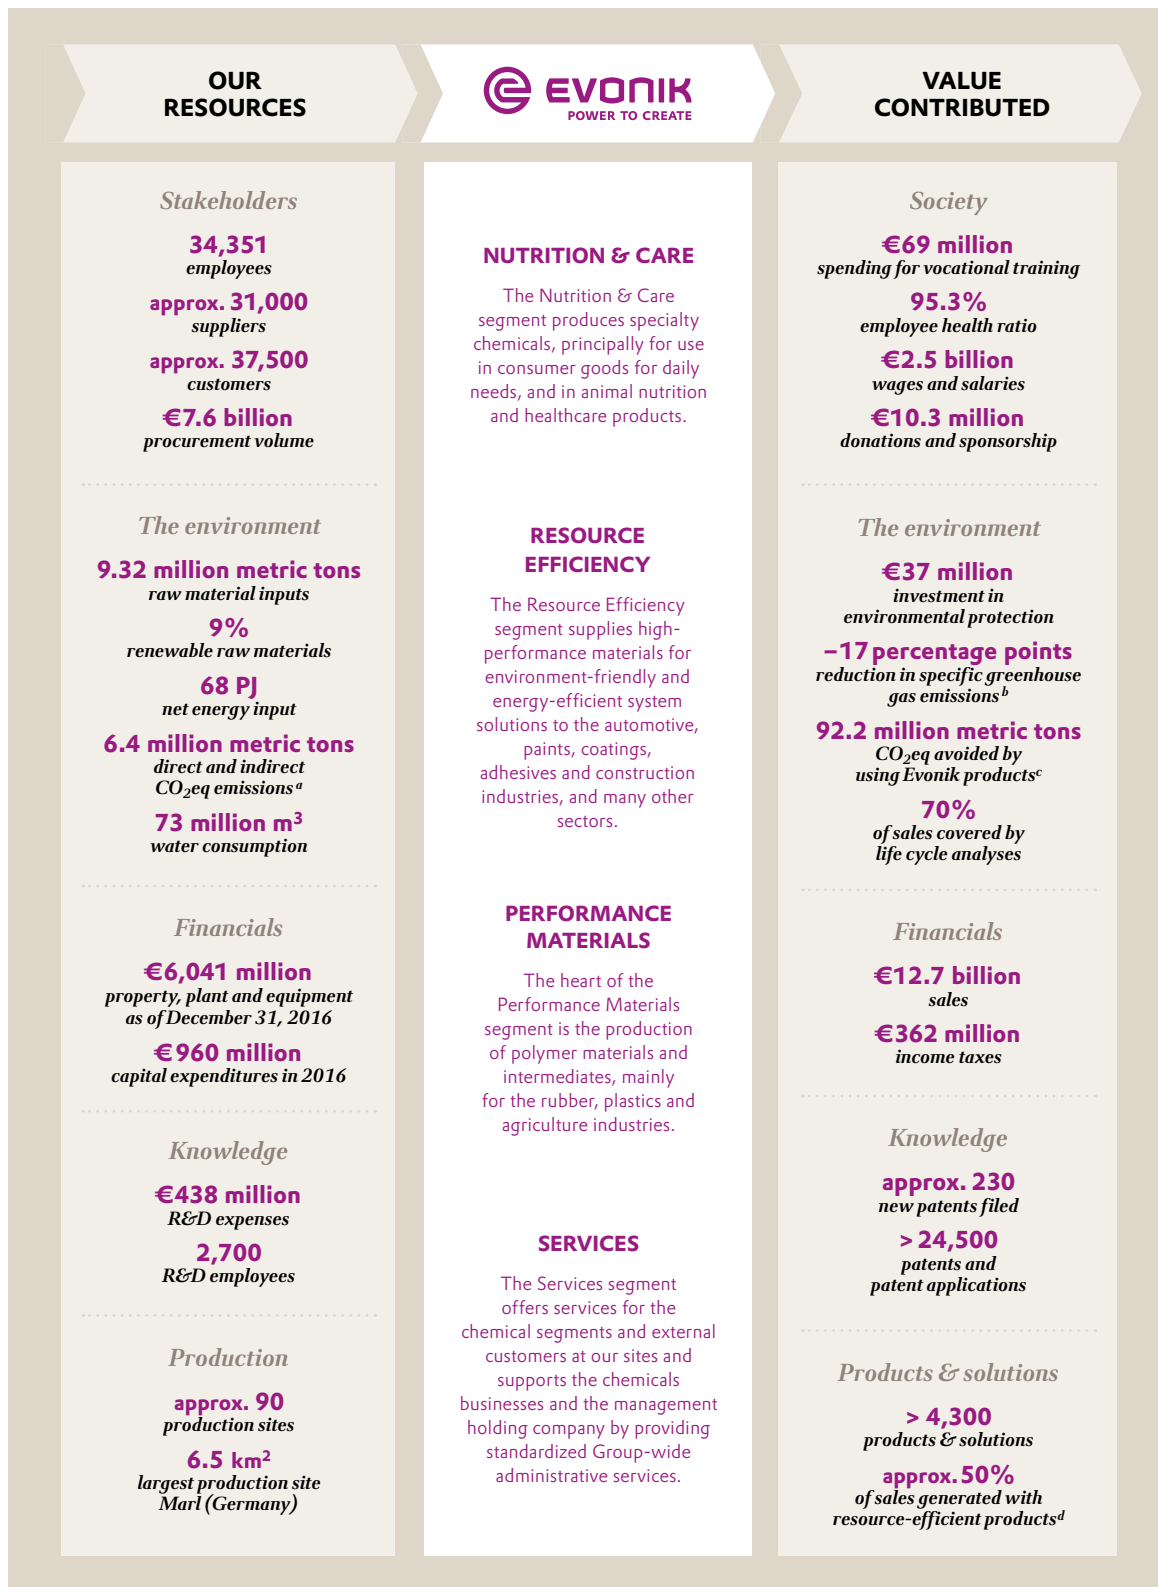 OUR
RESOURCES
Stakeholders
34,351
employees
approx. 31,000
suppliers
approx. 37,500
customers
€7.6 billion
procurement volume
The environment
9.32 million metric tons
raw material inputs
9%
renewable raw materials
68 PJ
net energy input
6.4 million metric tons
direct and indirect
CO₂eq emissions ᵃ
73 million m³
water consumption
Financials
€6,041 million
property, plant and equipment
as of December 31, 2016
€960 million
capital expenditures in 2016
Knowledge
€438 million
R&D expenses
2,700
R&D employees
Production
approx. 90
production sites
6.5 km²
largest production site
Marl (Germany)
EVONIK
POWER TO CREATE
NUTRITION & CARE
The Nutrition & Care
segment produces specialty
chemicals, principally for use
in consumer goods for daily
needs, and in animal nutrition
and healthcare products.
RESOURCE
EFFICIENCY
The Resource Efficiency
segment supplies high-
performance materials for
environment-friendly and
energy-efficient system
solutions to the automotive,
paints, coatings,
adhesives and construction
industries, and many other
sectors.
PERFORMANCE
MATERIALS
The heart of the
Performance Materials
segment is the production
of polymer materials and
intermediates, mainly
for the rubber, plastics and
agriculture industries.
SERVICES
The Services segment
offers services for the
chemical segments and external
customers at our sites and
supports the chemicals
businesses and the management
holding company by providing
standardized Group-wide
administrative services.
VALUE
CONTRIBUTED
Society
€69 million
spending for vocational training
95.3%
employee health ratio
€2.5 billion
wages and salaries
€10.3 million
donations and sponsorship
The environment
€37 million
investment in
environmental protection
–17 percentage points
reduction in specific greenhouse
gas emissions ᵇ
92.2 million metric tons
CO₂eq avoided by
using Evonik products ᶜ
70%
of sales covered by
life cycle analyses
Financials
€12.7 billion
sales
€362 million
income taxes
Knowledge
approx. 230
new patents filed
> 24,500
patents and
patent applications
Products & solutions
> 4,300
products & solutions
approx. 50%
of sales generated with
resource-efficient products ᵈ